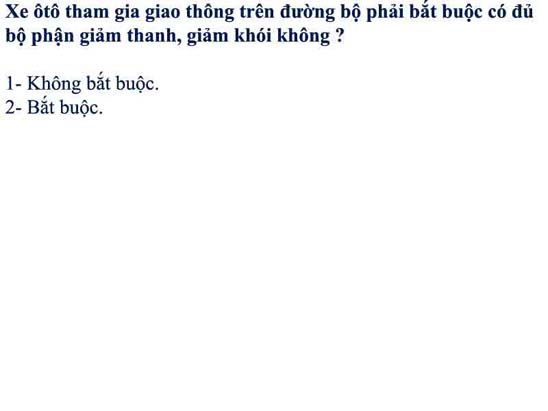 Xe ôtô tham gia giao thông trên đường bộ phải bắt buộc có đủ
bộ phận giảm thanh, giảm khói không ?
1- Không bắt buộc.
2- Bắt buộc.